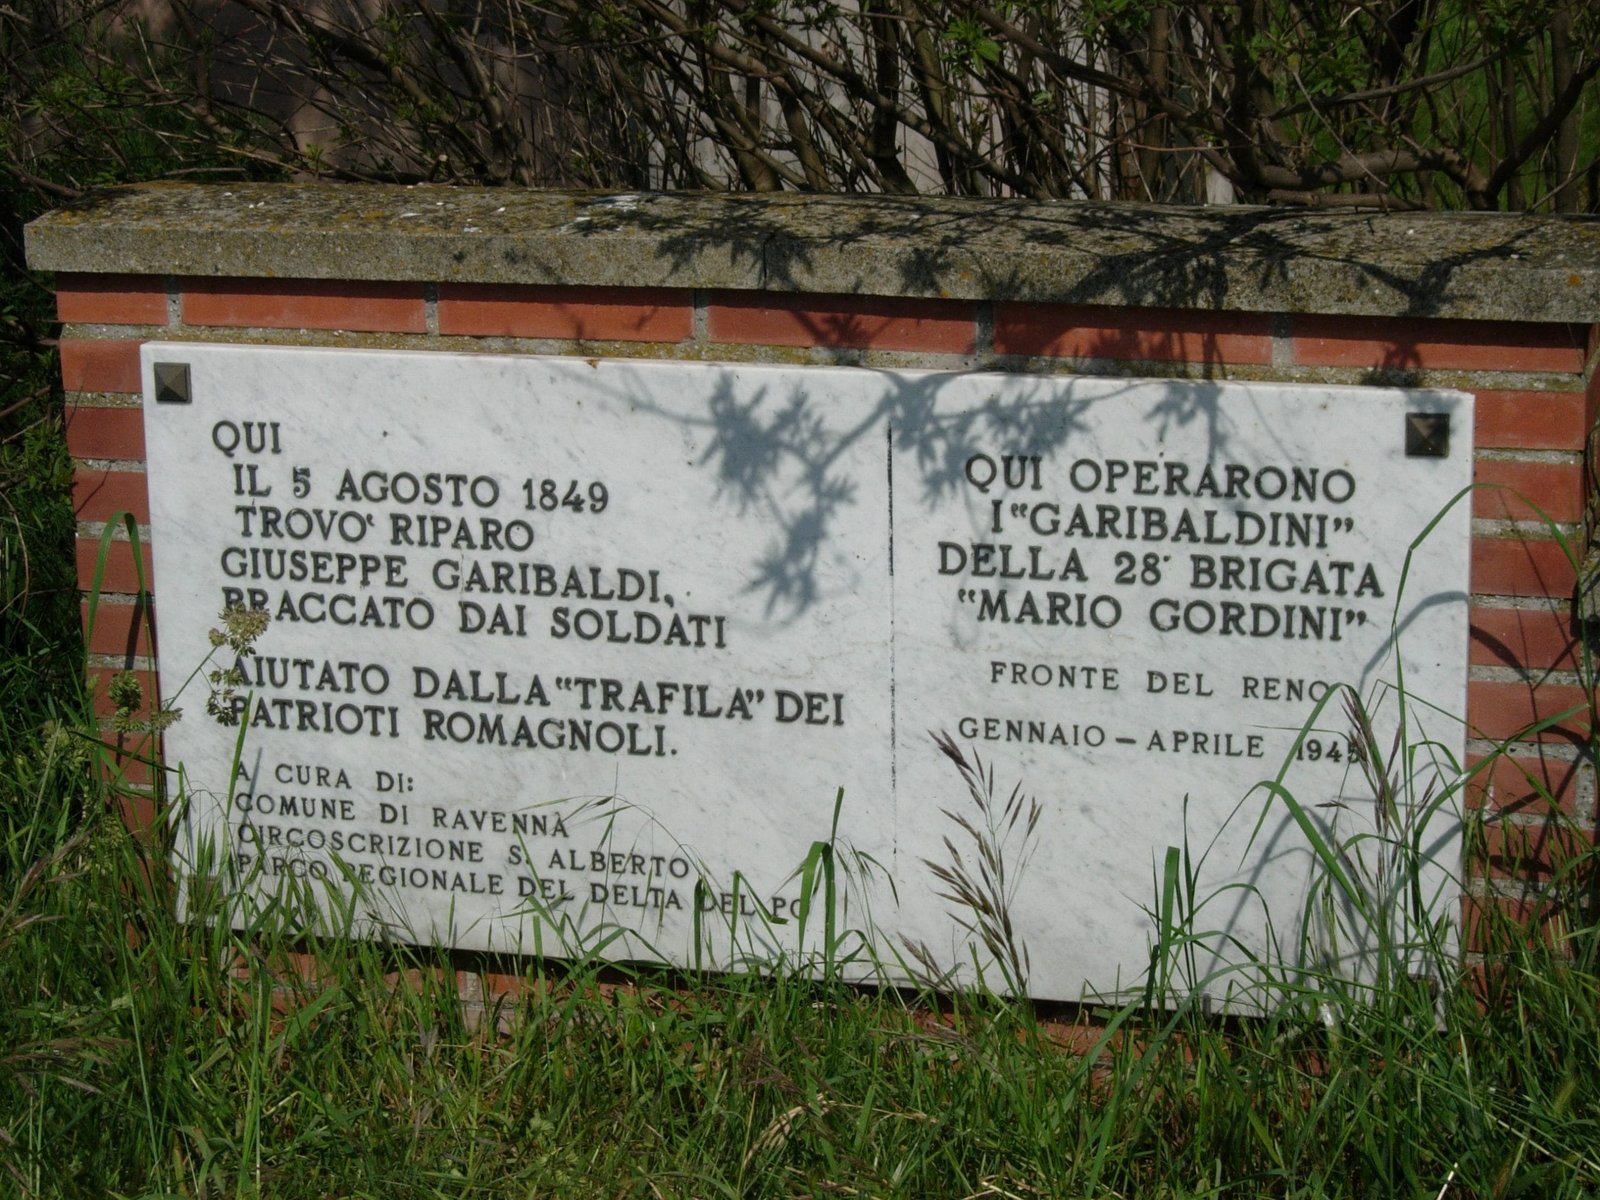 QUI
IL 5 AGOSTO 1849
TROVO' RIPARO
GIUSEPPE GARIBALDI,
BRACCATO DAI SOLDATI
AIUTATO DALLA "TRAFILA" DEI
PATRIOTI ROMAGNOLI.
A CURA DI:
COMUNE DI RAVENNA
CIRCOSCRIZIONE S. ALBERTO
PARCO REGIONALE DEL DELTA DEL PO
QUI OPERARONO
I "GARIBALDINI"
DELLA 28° BRIGATA
"MARIO GORDINI"
FRONTE DEL RENO
GENNAIO - APRILE 1945